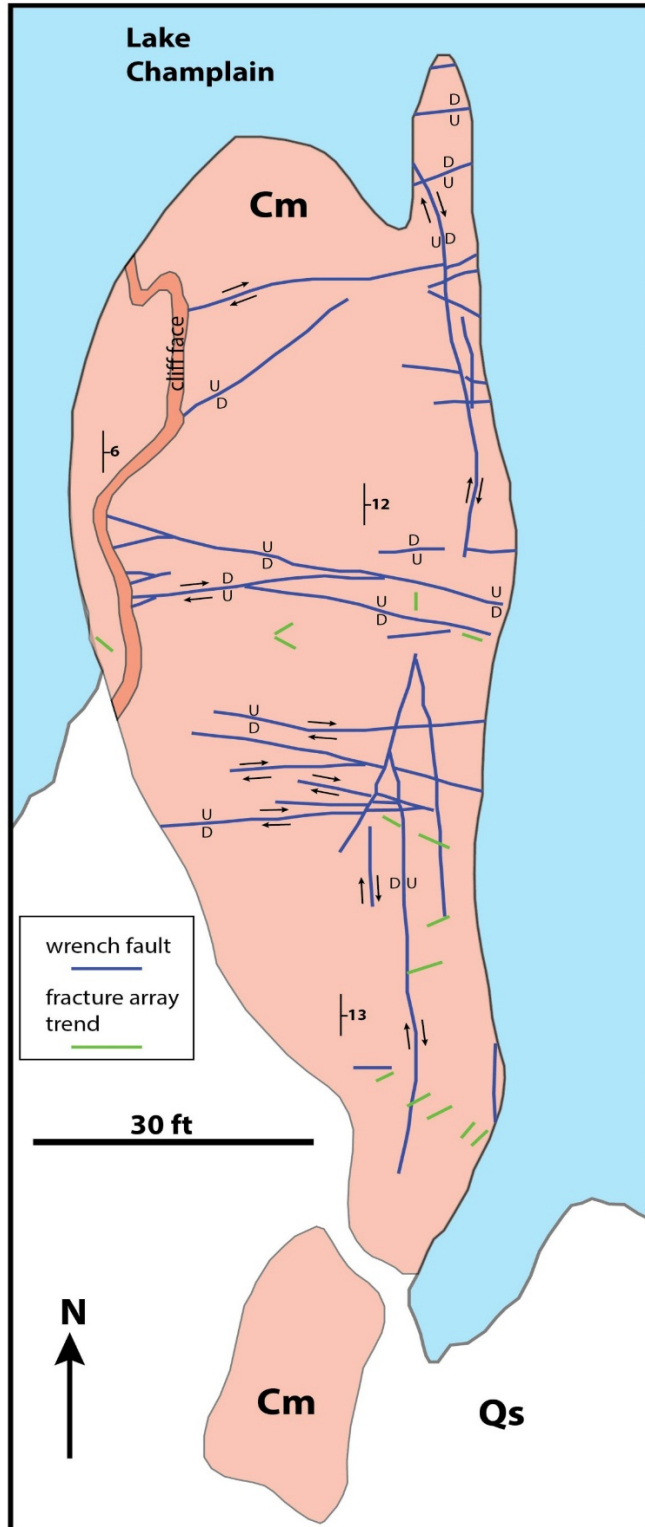 Lake
Champlain
D
U
D
U
Cm
U D
cliff face
U
D
6
12
D
U
U
D
D
U
U
D
U
D
U
D
U
D
D U
wrench fault
fracture array
trend
13
30 ft
N
Cm
Qs